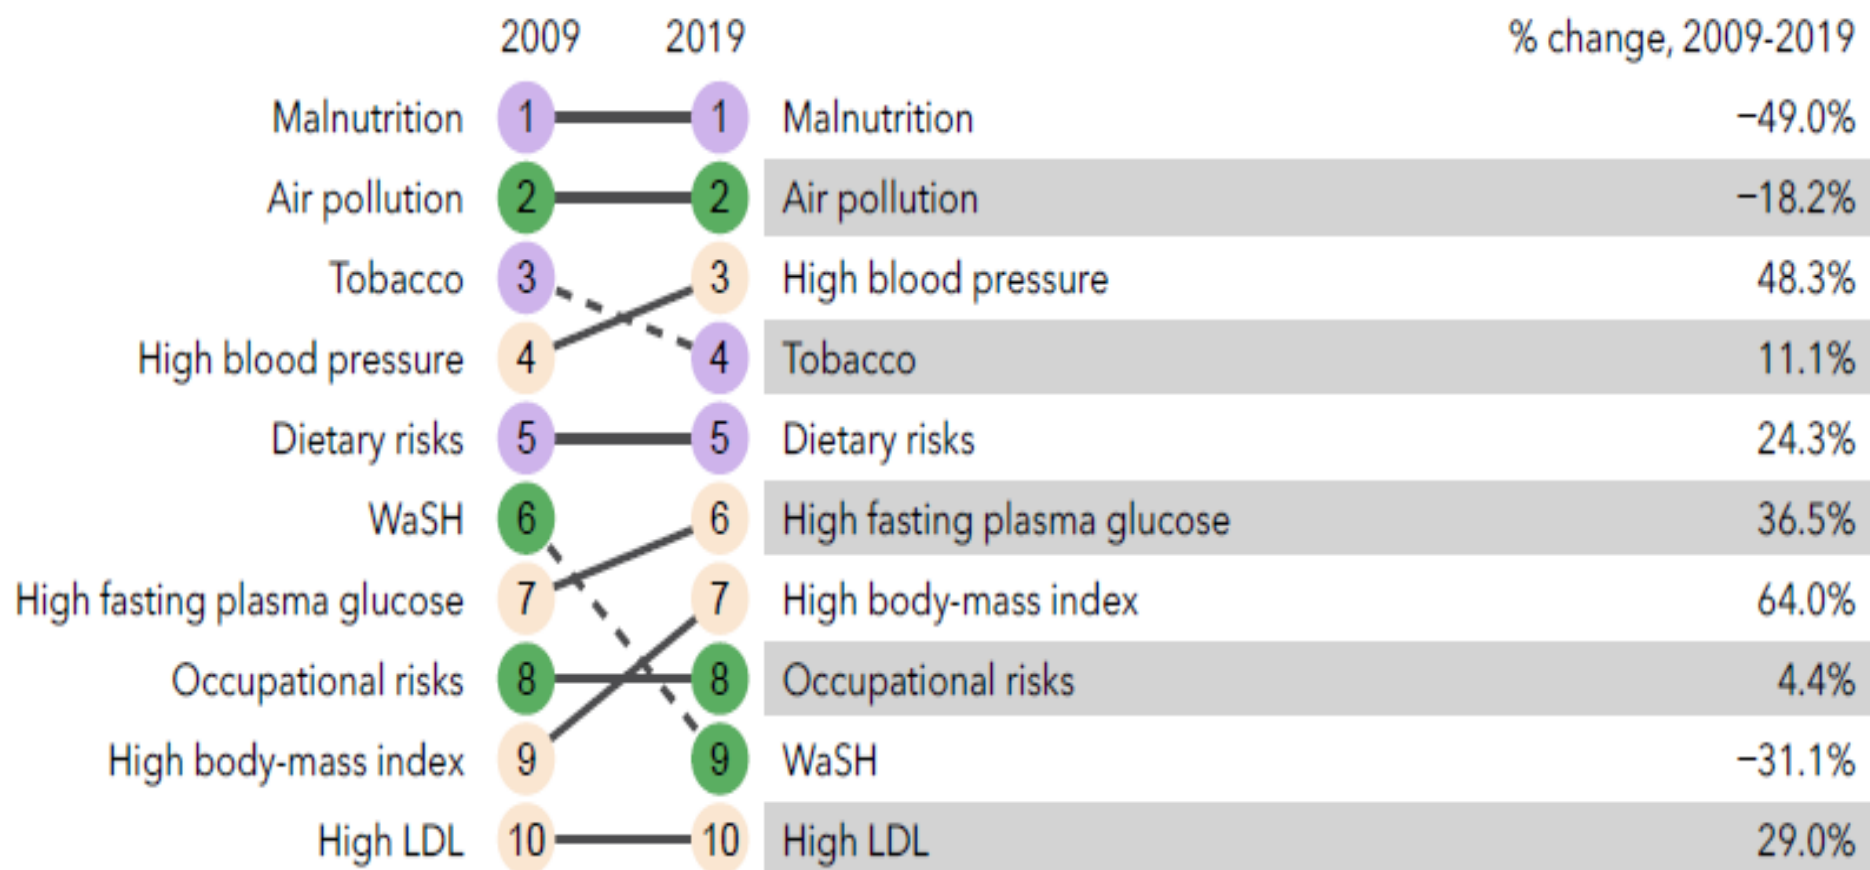 2009 2019 % change, 2009-2019
Malnutrition 1 1 Malnutrition −49.0%
Air pollution 2 2 Air pollution −18.2%
Tobacco 3 3 High blood pressure 48.3%
High blood pressure 4 4 Tobacco 11.1%
Dietary risks 5 5 Dietary risks 24.3%
WaSH 6 6 High fasting plasma glucose 36.5%
High fasting plasma glucose 7 7 High body-mass index 64.0%
Occupational risks 8 8 Occupational risks 4.4%
High body-mass index 9 9 WaSH −31.1%
High LDL 10 10 High LDL 29.0%